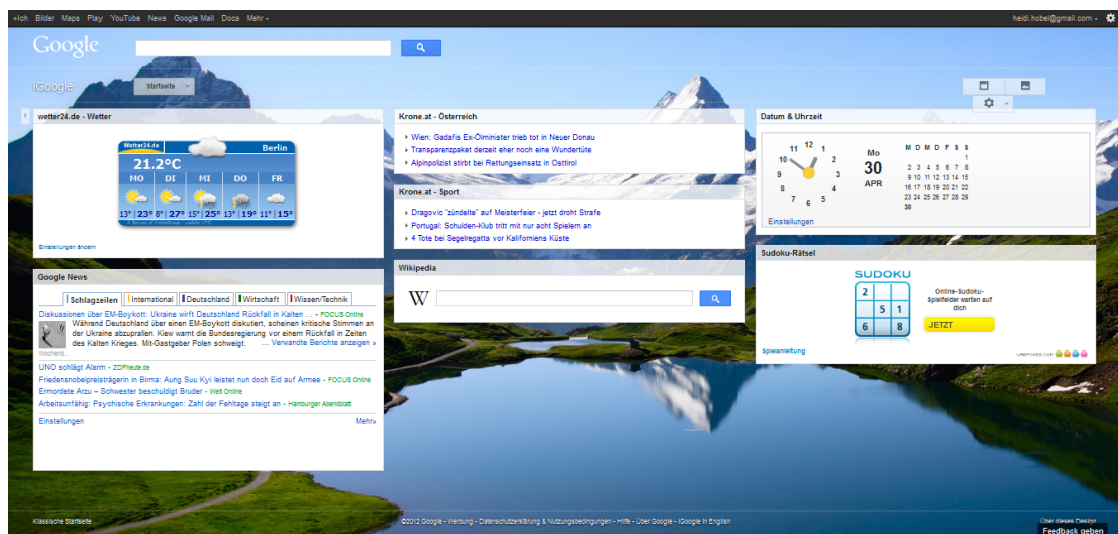 +Ich Bilder Maps Play YouTube News Google Mail Docs Mehr
heidi.hobel@gmail.com
Google
iGoogle
Startseite
wetter24.de - Wetter
Wetter24.de
Berlin
21.2°C
MO DI MI DO FR
13° 23° 8° 27° 15° 25° 13° 19° 11° 15°
Einstellungen ändern
Google News
Schlagzeilen International Deutschland Wirtschaft Wissen/Technik
Diskussionen über EM-Boykott: Ukraine wirft Deutschland Rückfall in Kalten ... - FOCUS Online
Während Deutschland über einen EM-Boykott diskutiert, scheinen kritische Stimmen an
der Ukraine abzuprallen. Kiew warnt die Bundesregierung vor einem Rückfall in Zeiten
des Kalten Krieges. Mit-Gastgeber Polen schweigt. ... Verwandte Berichte anzeigen »
UNO schlägt Alarm - ZDFheute.de
Friedensnobelpreisträgerin in Birma: Aung Suu Kyi leistet nun doch Eid auf Armee - FOCUS Online
Ermordete Arzu – Schwester beschuldigt Bruder - Welt Online
Arbeitsunfähig: Psychische Erkrankungen: Zahl der Fehltage steigt an - Hamburger Abendblatt
Einstellungen Mehr»
Krone.at - Österreich
Wien: Gadafis Ex-Ölminister trieb tot in Neuer Donau
Transparenzpaket derzeit eher noch eine Wundertüte
Alpinpolizist stirbt bei Rettungseinsatz in Osttirol
Krone.at - Sport
Dragovic "zündelte" auf Meisterfeier - jetzt droht Strafe
Portugal: Schulden-Klub tritt mit nur acht Spielern an
4 Tote bei Segelregatta vor Kaliforniens Küste
Wikipedia
W
Datum & Uhrzeit
12 1 2 3 4 5 6 7 8 9 10 11
Mo
30
APR
M D M D F S S
1
2 3 4 5 6 7 8
9 10 11 12 13 14 15
16 17 18 19 20 21 22
23 24 25 26 27 28 29
30
Einstellungen
Sudoku-Rätsel
SUDOKU
2
5 1
6 8
Online-Sudoku-
Spielfelder warten auf
dich
JETZT
Spielanleitung
Klassische Startseite
©2012 Google - Werbung - Datenschutzerklärung & Nutzungsbedingungen - Hilfe - Über Google - iGoogle in English
Über dieses Design
Feedback geben